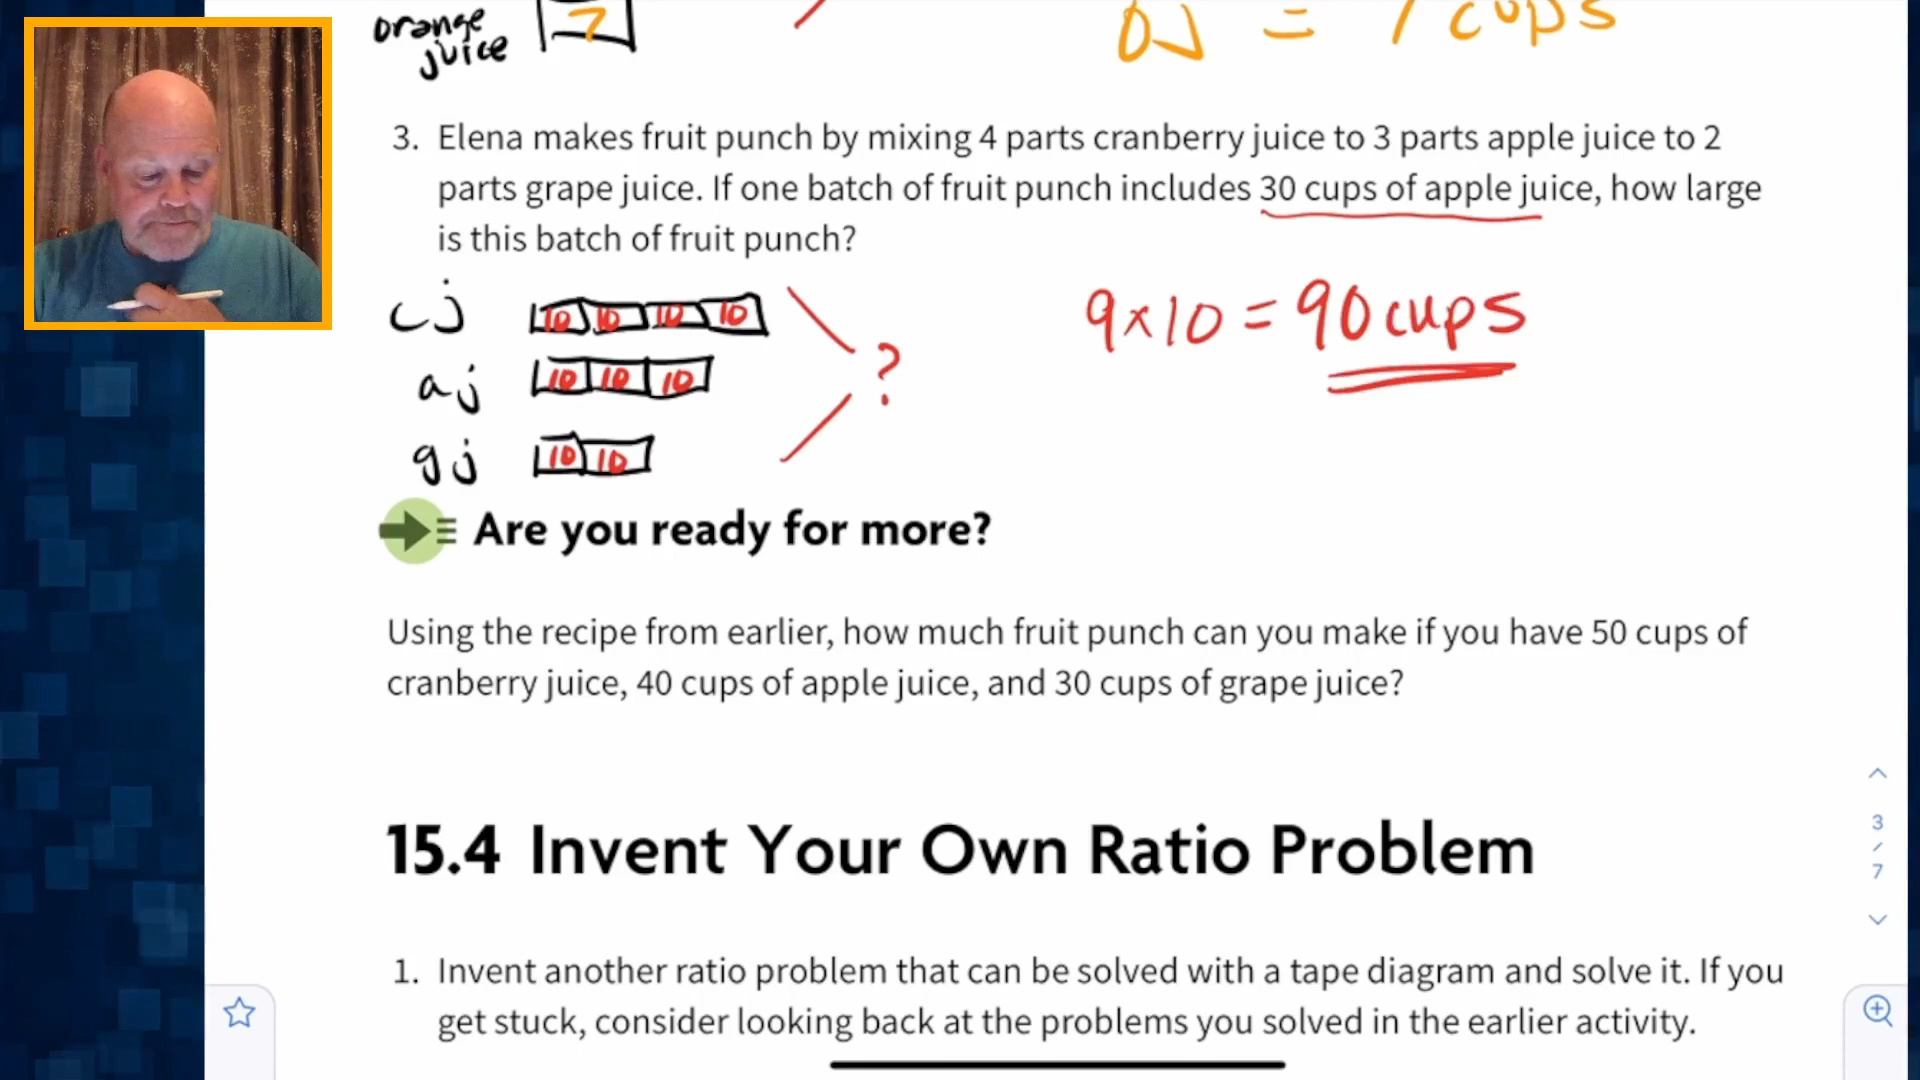 orange
juice
7
OJ = 7 cups
3. Elena makes fruit punch by mixing 4 parts cranberry juice to 3 parts apple juice to 2
parts grape juice. If one batch of fruit punch includes 30 cups of apple juice, how large
is this batch of fruit punch?
cj 10 10 10 10
9 x 10 = 90 cups
aj 10 10 10
?
gj 10 10
Are you ready for more?
Using the recipe from earlier, how much fruit punch can you make if you have 50 cups of
cranberry juice, 40 cups of apple juice, and 30 cups of grape juice?
15.4 Invent Your Own Ratio Problem
3
/
7
1. Invent another ratio problem that can be solved with a tape diagram and solve it. If you
get stuck, consider looking back at the problems you solved in the earlier activity.